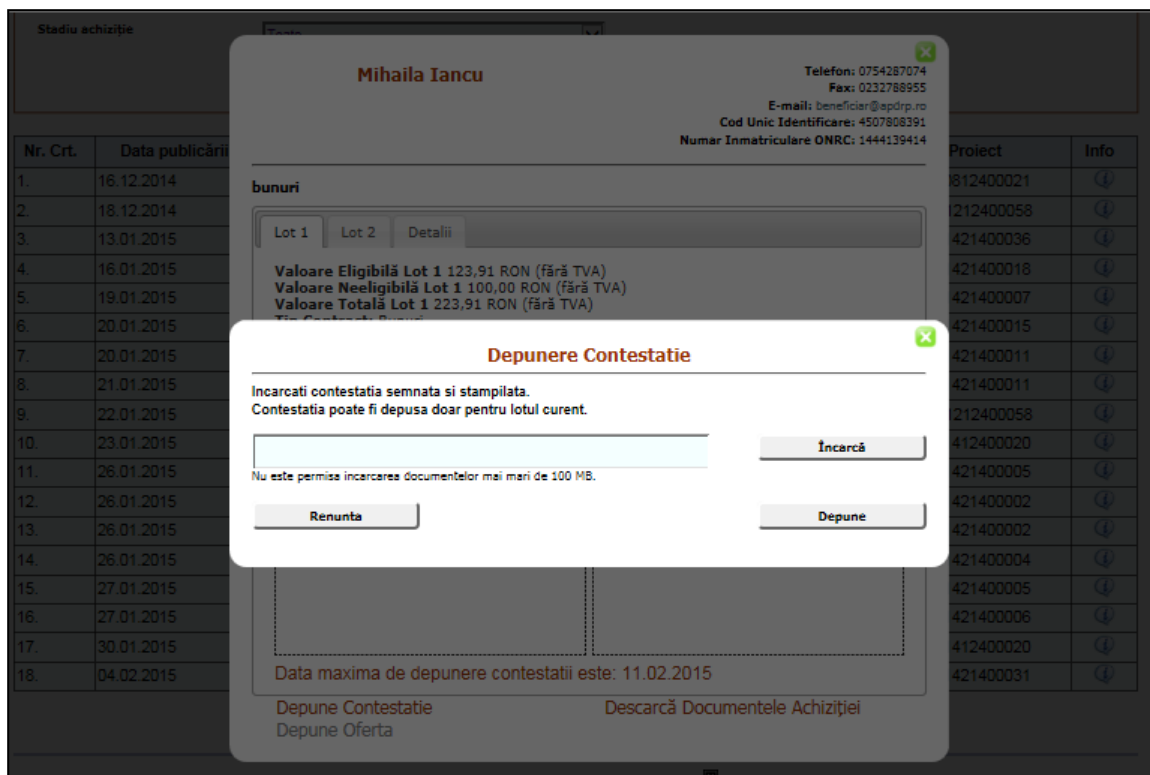 Stadiu achiziție
Toate
Mihaila Iancu
Telefon: 0754287074
Fax: 0232788955
E-mail: beneficiar@apdrp.ro
Cod Unic Identificare: 4507808391
Numar Inmatriculare ONRC: 1444139414
bunuri
Lot 1 Lot 2 Detalii
Valoare Eligibilă Lot 1 123,91 RON (fără TVA)
Valoare Neeligibilă Lot 1 100,00 RON (fără TVA)
Valoare Totală Lot 1 223,91 RON (fără TVA)
Tip Contract: Bunuri
Depunere Contestatie
Incarcati contestatia semnata si stampilata.
Contestatia poate fi depusa doar pentru lotul curent.
Încarcă
Nu este permisa incarcarea documentelor mai mari de 100 MB.
Renunta Depune
Data maxima de depunere contestatii este: 11.02.2015
Depune Contestatie Descarcă Documentele Achiziției
Depune Oferta
Nr. Crt. Data publicării Proiect Info
1. 16.12.2014 0812400021
2. 18.12.2014 1212400058
3. 13.01.2015 421400036
4. 16.01.2015 421400018
5. 19.01.2015 421400007
6. 20.01.2015 421400015
7. 20.01.2015 421400011
8. 21.01.2015 421400011
9. 22.01.2015 1212400058
10. 23.01.2015 412400020
11. 26.01.2015 421400005
12. 26.01.2015 421400002
13. 26.01.2015 421400002
14. 26.01.2015 421400004
15. 27.01.2015 421400005
16. 27.01.2015 421400006
17. 30.01.2015 412400020
18. 04.02.2015 421400031